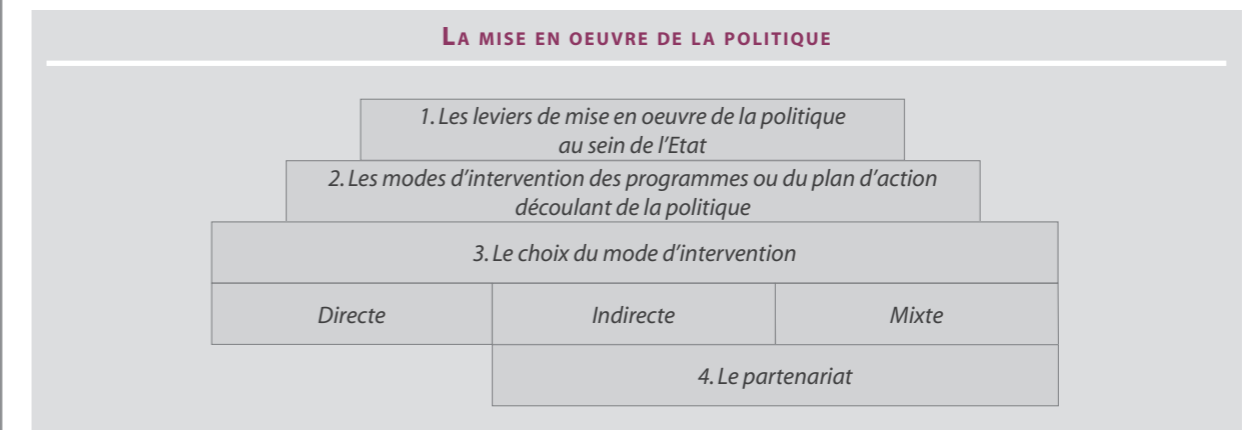 LA MISE EN OEUVRE DE LA POLITIQUE
1. Les leviers de mise en oeuvre de la politique
au sein de l'Etat
2. Les modes d'intervention des programmes ou du plan d'action
découlant de la politique
3. Le choix du mode d'intervention
Directe
Indirecte
Mixte
4. Le partenariat